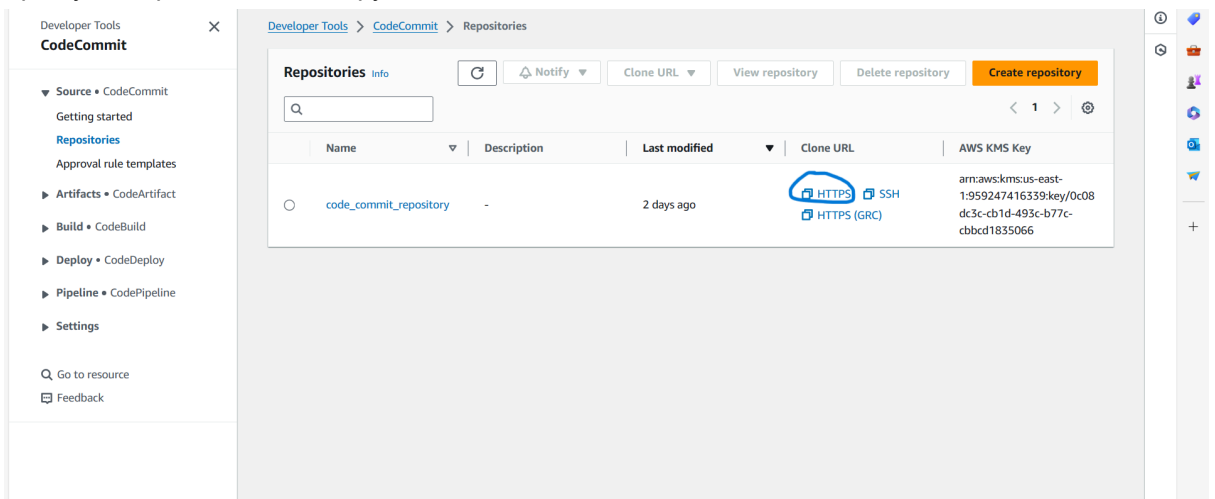 Developer Tools
CodeCommit
Source • CodeCommit
Getting started
Repositories
Approval rule templates
Artifacts • CodeArtifact
Build • CodeBuild
Deploy • CodeDeploy
Pipeline • CodePipeline
Settings
Go to resource
Feedback
Developer Tools > CodeCommit > Repositories
Repositories Info
Notify
Clone URL
View repository
Delete repository
Create repository
1
Name Description Last modified Clone URL AWS KMS Key
code_commit_repository - 2 days ago
HTTPS SSH
HTTPS (GRC)
arn:aws:kms:us-east-
1:959247416339:key/0c08
dc3c-cb1d-493c-b77c-
cbbcd1835066